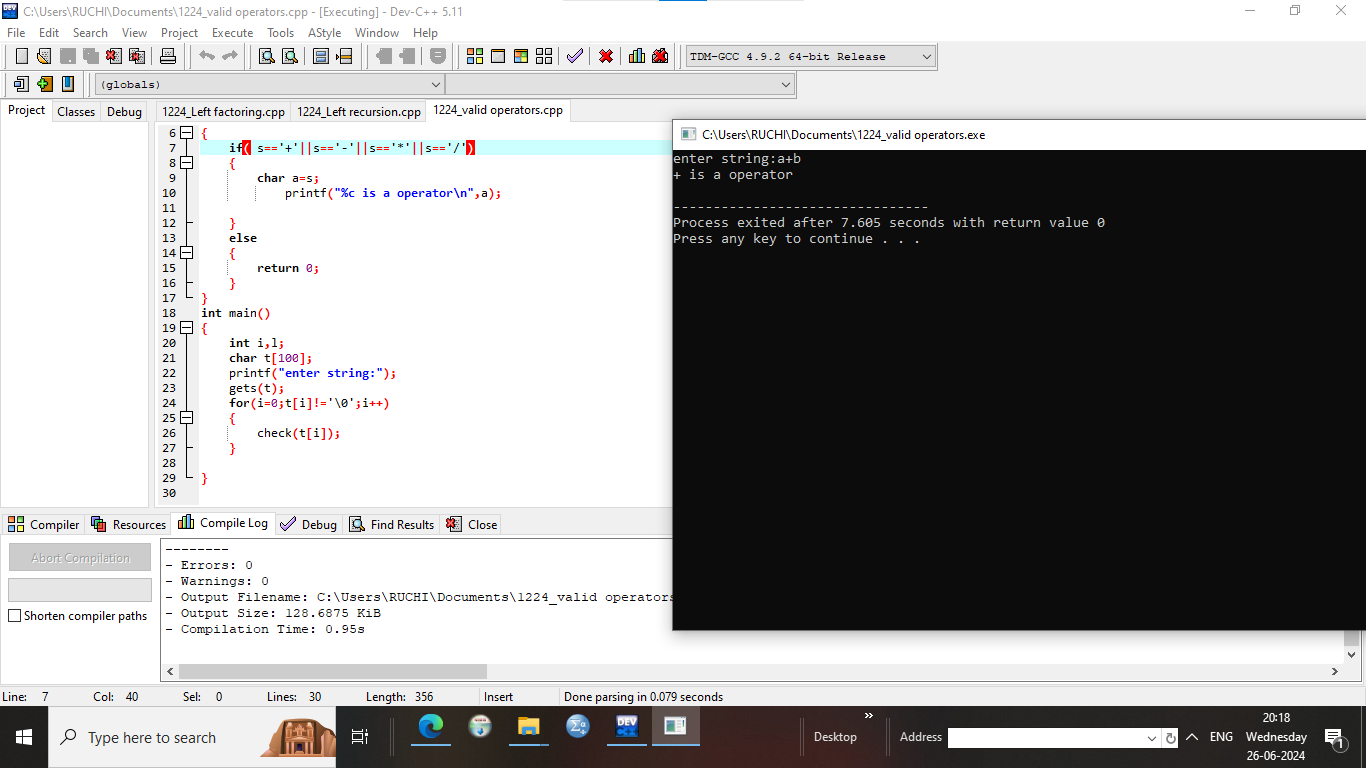 C:\Users\RUCHI\Documents\1224_valid operators.cpp - [Executing] - Dev-C++ 5.11
File Edit Search View Project Execute Tools AStyle Window Help
TDM-GCC 4.9.2 64-bit Release
(globals)
Project Classes Debug 1224_Left factoring.cpp 1224_Left recursion.cpp 1224_valid operators.cpp
6 {
7 if( s=='+'||s=='-'||s=='*'||s=='/')
8 {
9 char a=s;
10 printf("%c is a operator\n",a);
11
12 }
13 else
14 {
15 return 0;
16 }
17 }
18 int main()
19 {
20 int i,l;
21 char t[100];
22 printf("enter string:");
23 gets(t);
24 for(i=0;t[i]!='\0';i++)
25 {
26 check(t[i]);
27 }
28
29 }
30
C:\Users\RUCHI\Documents\1224_valid operators.exe
enter string:a+b
+ is a operator
--------------------------------
Process exited after 7.605 seconds with return value 0
Press any key to continue . . .
Compiler Resources Compile Log Debug Find Results Close
Abort Compilation
Shorten compiler paths
--------
- Errors: 0
- Warnings: 0
- Output Filename: C:\Users\RUCHI\Documents\1224_valid operators
- Output Size: 128.6875 KiB
- Compilation Time: 0.95s
Line: 7 Col: 40 Sel: 0 Lines: 30 Length: 356 Insert Done parsing in 0.079 seconds
Type here to search
DEV
Desktop
»
Address
ENG
20:18
Wednesday
26-06-2024
1